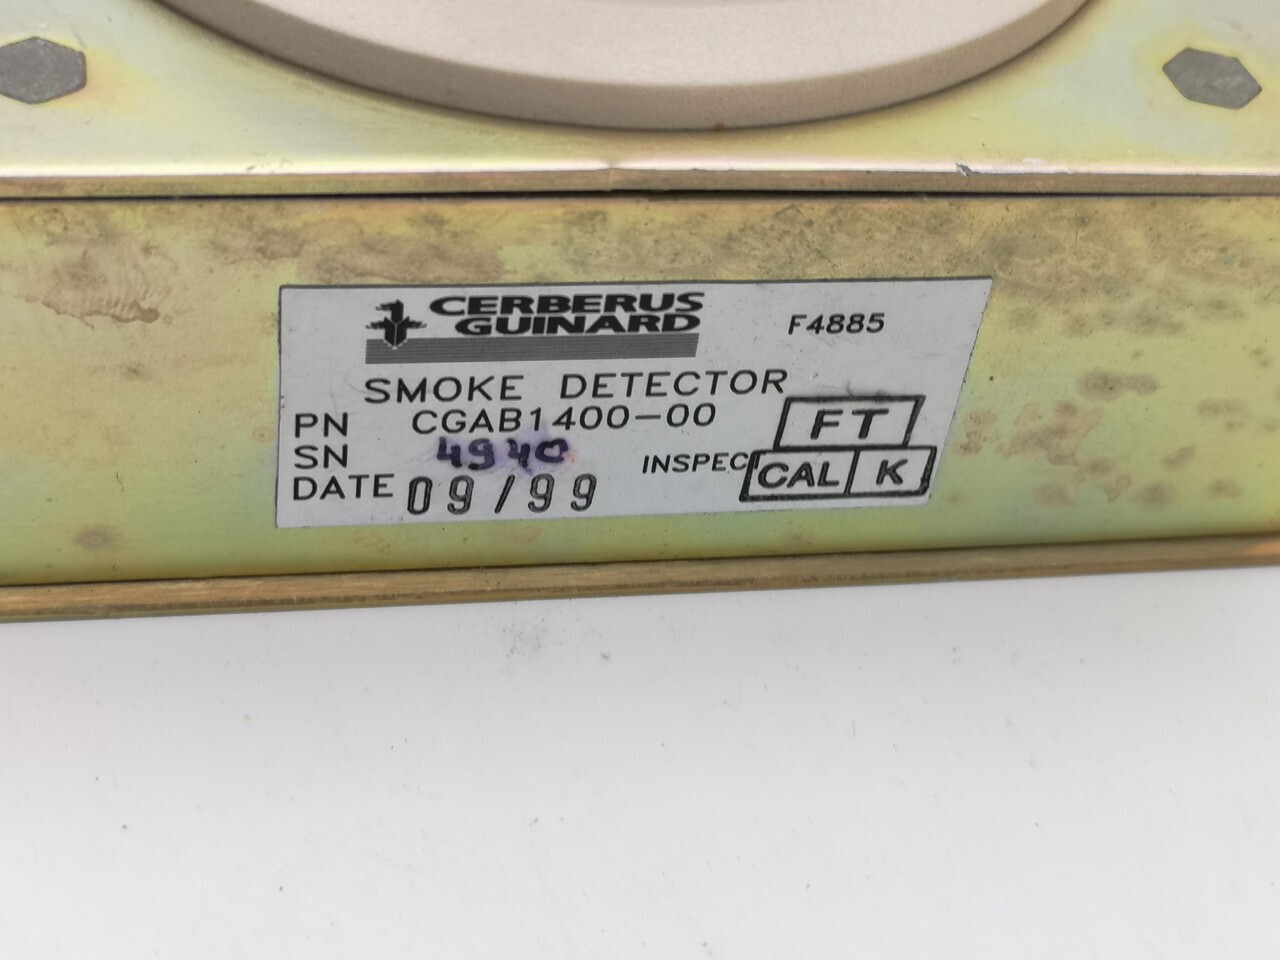 CERBERUS
GUINARD
F4885
SMOKE DETECTOR
PN CGAB1400-00
FT
SN 4940
INSPEC
CAL K
DATE 09/99